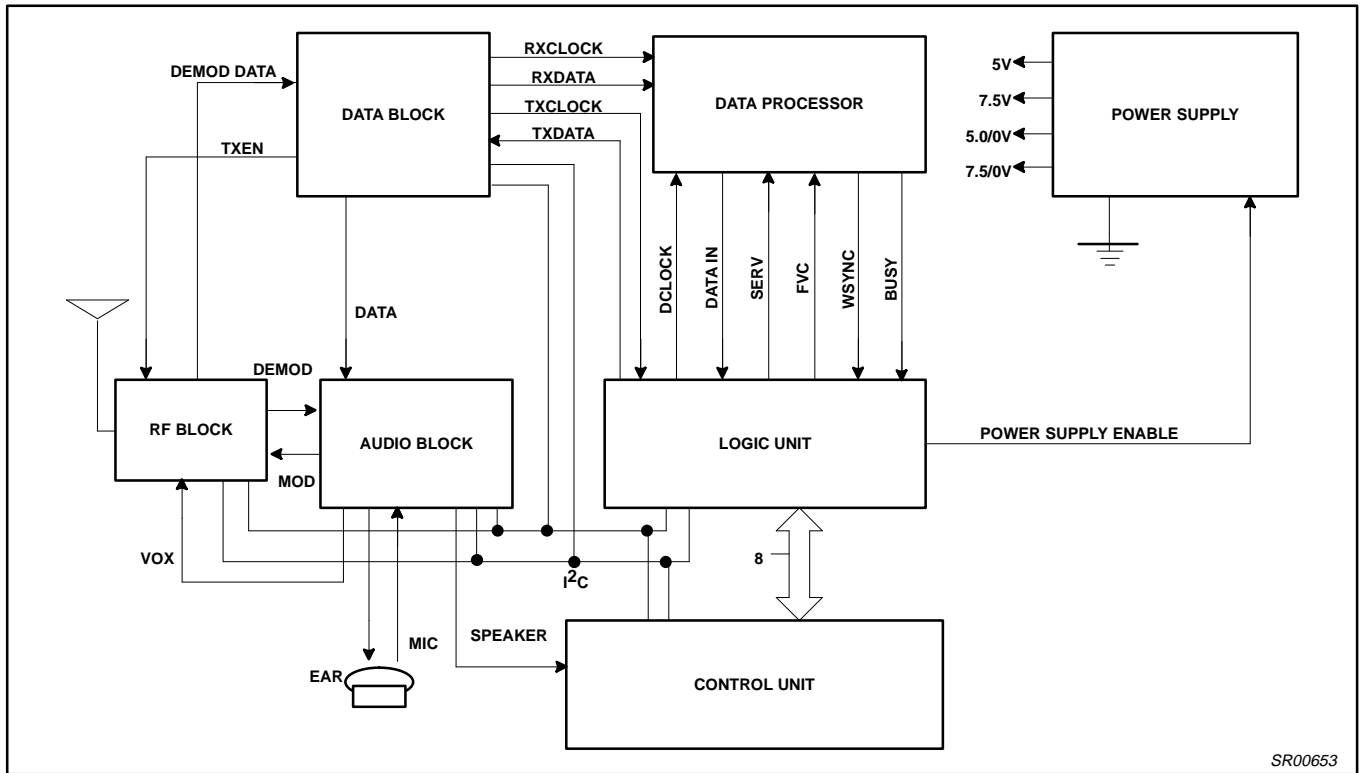 RXCLOCK
DEMOD DATA
RXDATA
5V
DATA BLOCK
TXCLOCK
DATA PROCESSOR
7.5V
POWER SUPPLY
TXEN
TXDATA
5.0/0V
7.5/0V
DCLOCK
DATA IN
SERV
FVC
WSYNC
BUSY
DATA
DEMOD
RF BLOCK
AUDIO BLOCK
LOGIC UNIT
POWER SUPPLY ENABLE
MOD
VOX
I²C
8
MIC
SPEAKER
EAR
CONTROL UNIT
SR00653